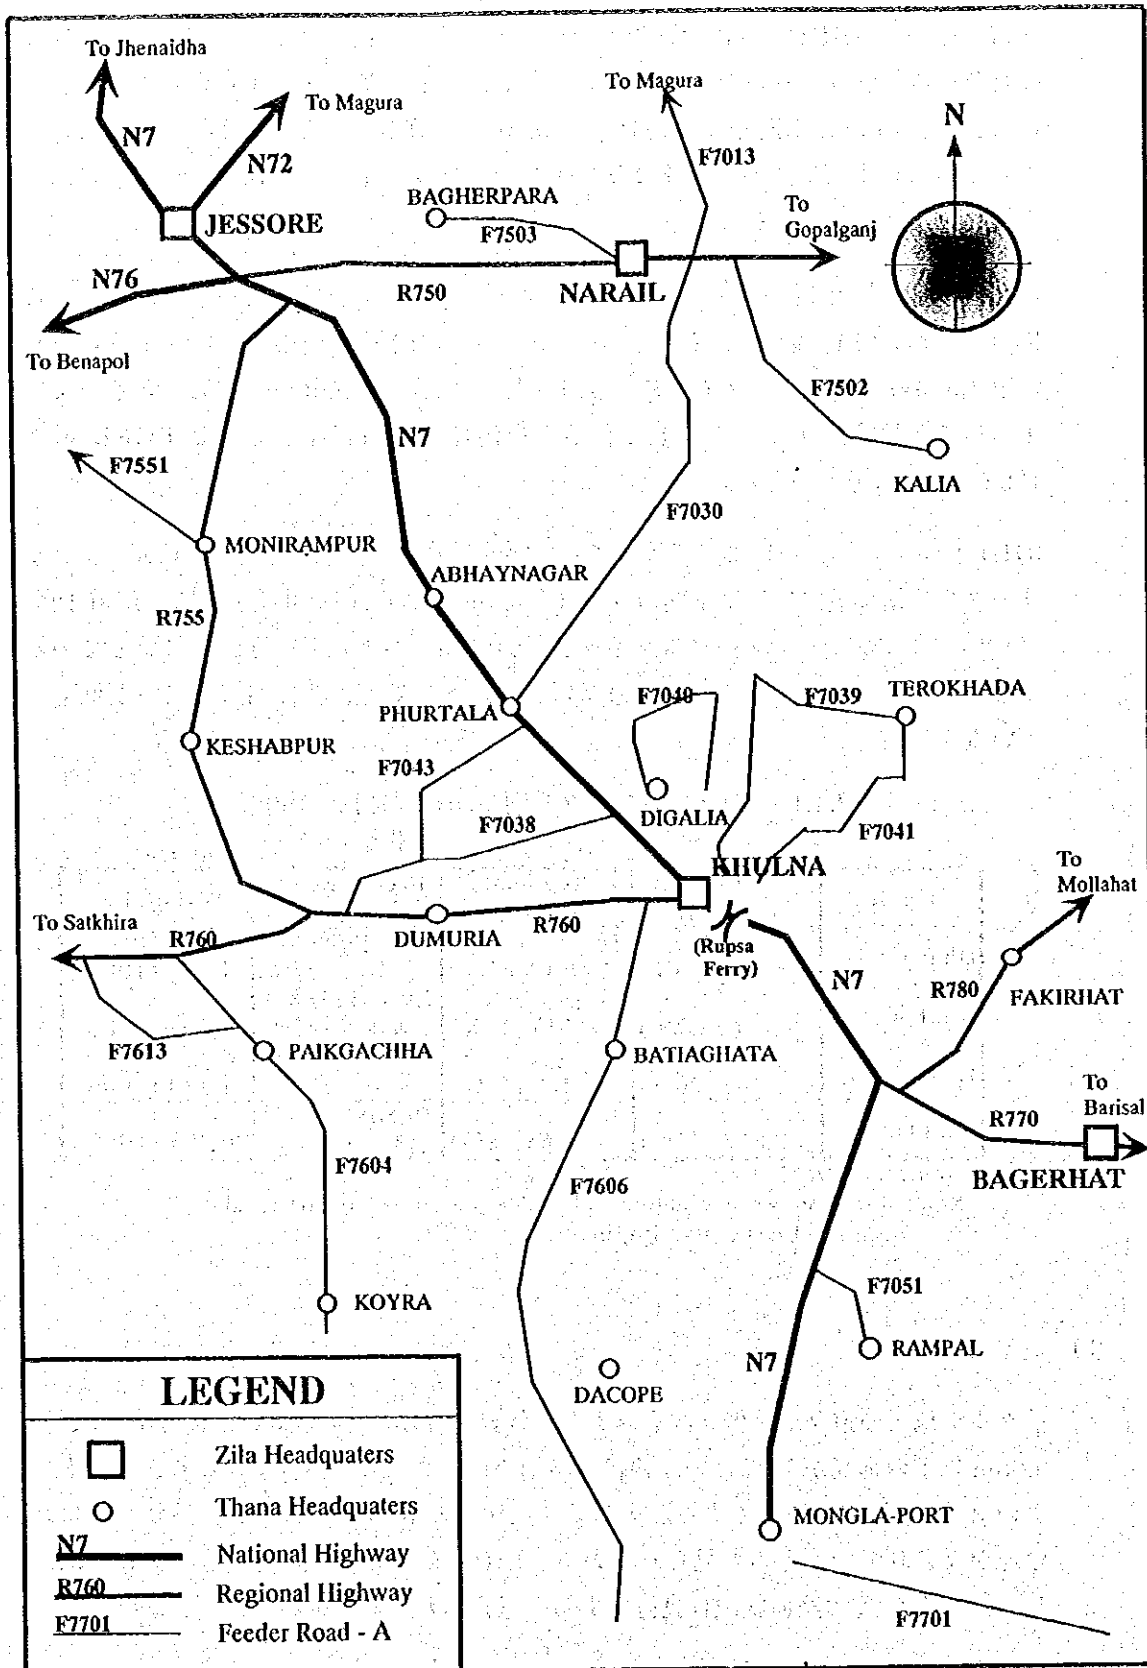 To Jhenaidha
To Magura
To Magura
N
N7
N72
F7013
BAGHERPARA
To
Gopalganj
JESSORE
F7503
N76
R750
NARAIL
To Benapol
F7502
N7
F7551
KALIA
F7030
MONIRAMPUR
ABHAYNAGAR
R755
F7040
F7039
TEROKHADA
PHURTALA
KESHABPUR
F7043
DIGALIA
F7038
F7041
KHULNA
To
Mollahat
To Satkhira
R760
DUMURIA
R760
(Rupsa
Ferry)
N7
R780
FAKIRHAT
F7613
PAIKGACHHA
BATIAGHATA
To
Barisal
R770
F7604
F7606
BAGERHAT
F7051
KOYRA
RAMPAL
N7
DACOPE
LEGEND
Zila Headquaters
Thana Headquaters
MONGLA-PORT
N7
National Highway
R760
Regional Highway
F7701
Feeder Road - A
F7701